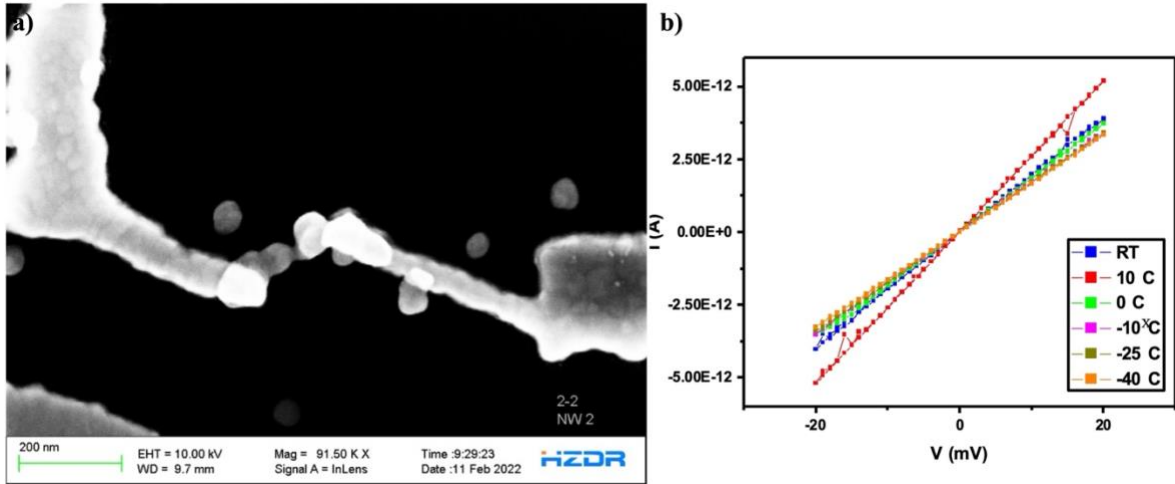 a)
2-2
NW 2
200 nm
EHT = 10.00 kV
WD = 9.7 mm
Mag = 91.50 K X
Signal A = InLens
Time :9:29:23
Date :11 Feb 2022
HZDR
b)
5.00E-12
2.50E-12
0.00E+0
-2.50E-12
-5.00E-12
I (A)
RT
10 C
0 C
-10 C
-25 C
-40 C
-20
0
20
V (mV)